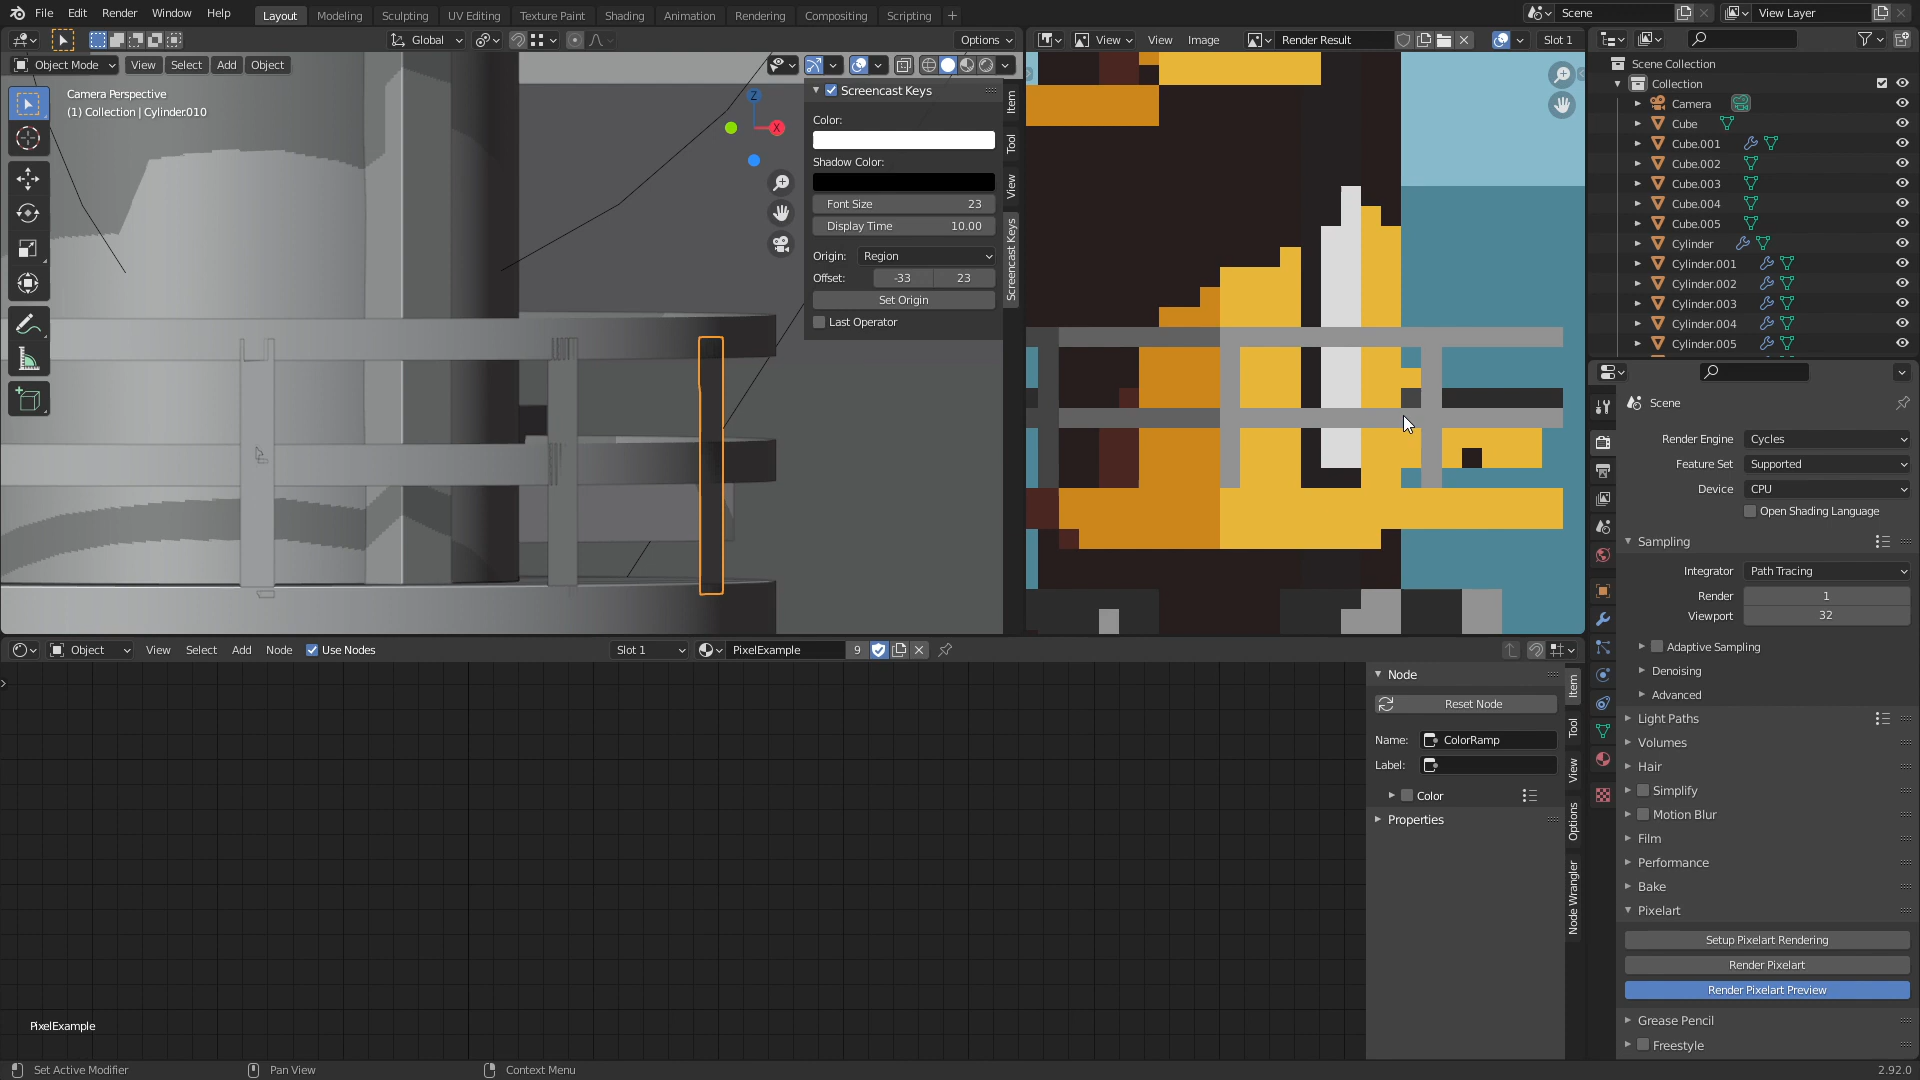 File Edit Render Window Help Layout Modeling Sculpting UV Editing Texture Paint Shading Animation Rendering Compositing Scripting + Scene View Layer
Global Options View View Image Render Result Slot 1
Object Mode View Select Add Object
Camera Perspective
(1) Collection | Cylinder.010
Z
X
Screencast Keys
Color:
Shadow Color:
Font Size 23
Display Time 10.00
Origin: Region
Offset: -33 23
Set Origin
Last Operator
Item
Tool
View
Screencast Keys
Scene Collection
Collection
Camera
Cube
Cube.001
Cube.002
Cube.003
Cube.004
Cube.005
Cylinder
Cylinder.001
Cylinder.002
Cylinder.003
Cylinder.004
Cylinder.005
Scene
Render Engine Cycles
Feature Set Supported
Device CPU
Open Shading Language
Sampling
Integrator Path Tracing
Render 1
Viewport 32
Adaptive Sampling
Denoising
Advanced
Light Paths
Volumes
Hair
Simplify
Motion Blur
Film
Performance
Bake
Pixelart
Setup Pixelart Rendering
Render Pixelart
Render Pixelart Preview
Grease Pencil
Freestyle
Object View Select Add Node Use Nodes Slot 1 PixelExample 9
Node
Reset Node
Name: ColorRamp
Label:
Color
Properties
Item
Tool
View
Options
Node Wrangler
PixelExample
Set Active Modifier Pan View Context Menu 2.92.0